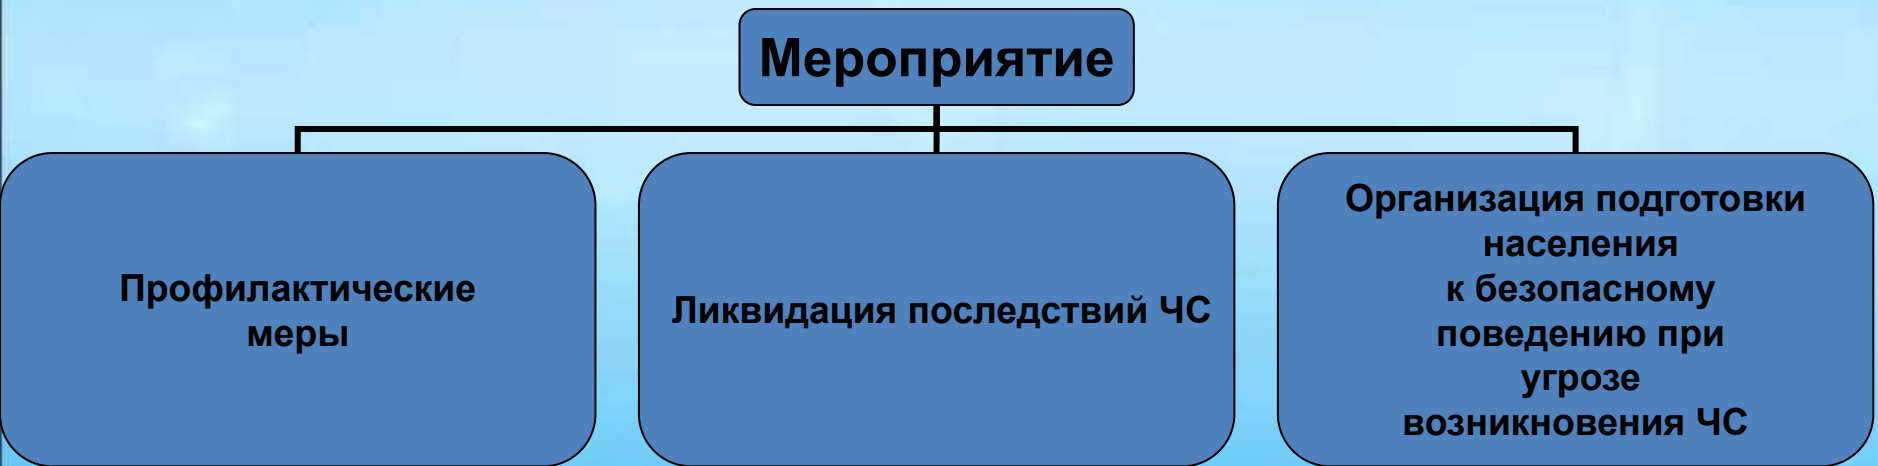 Мероприятие
Профилактические
меры
Ликвидация последствий ЧС
Организация подготовки
населения
к безопасному
поведению при
угрозе
возникновения ЧС